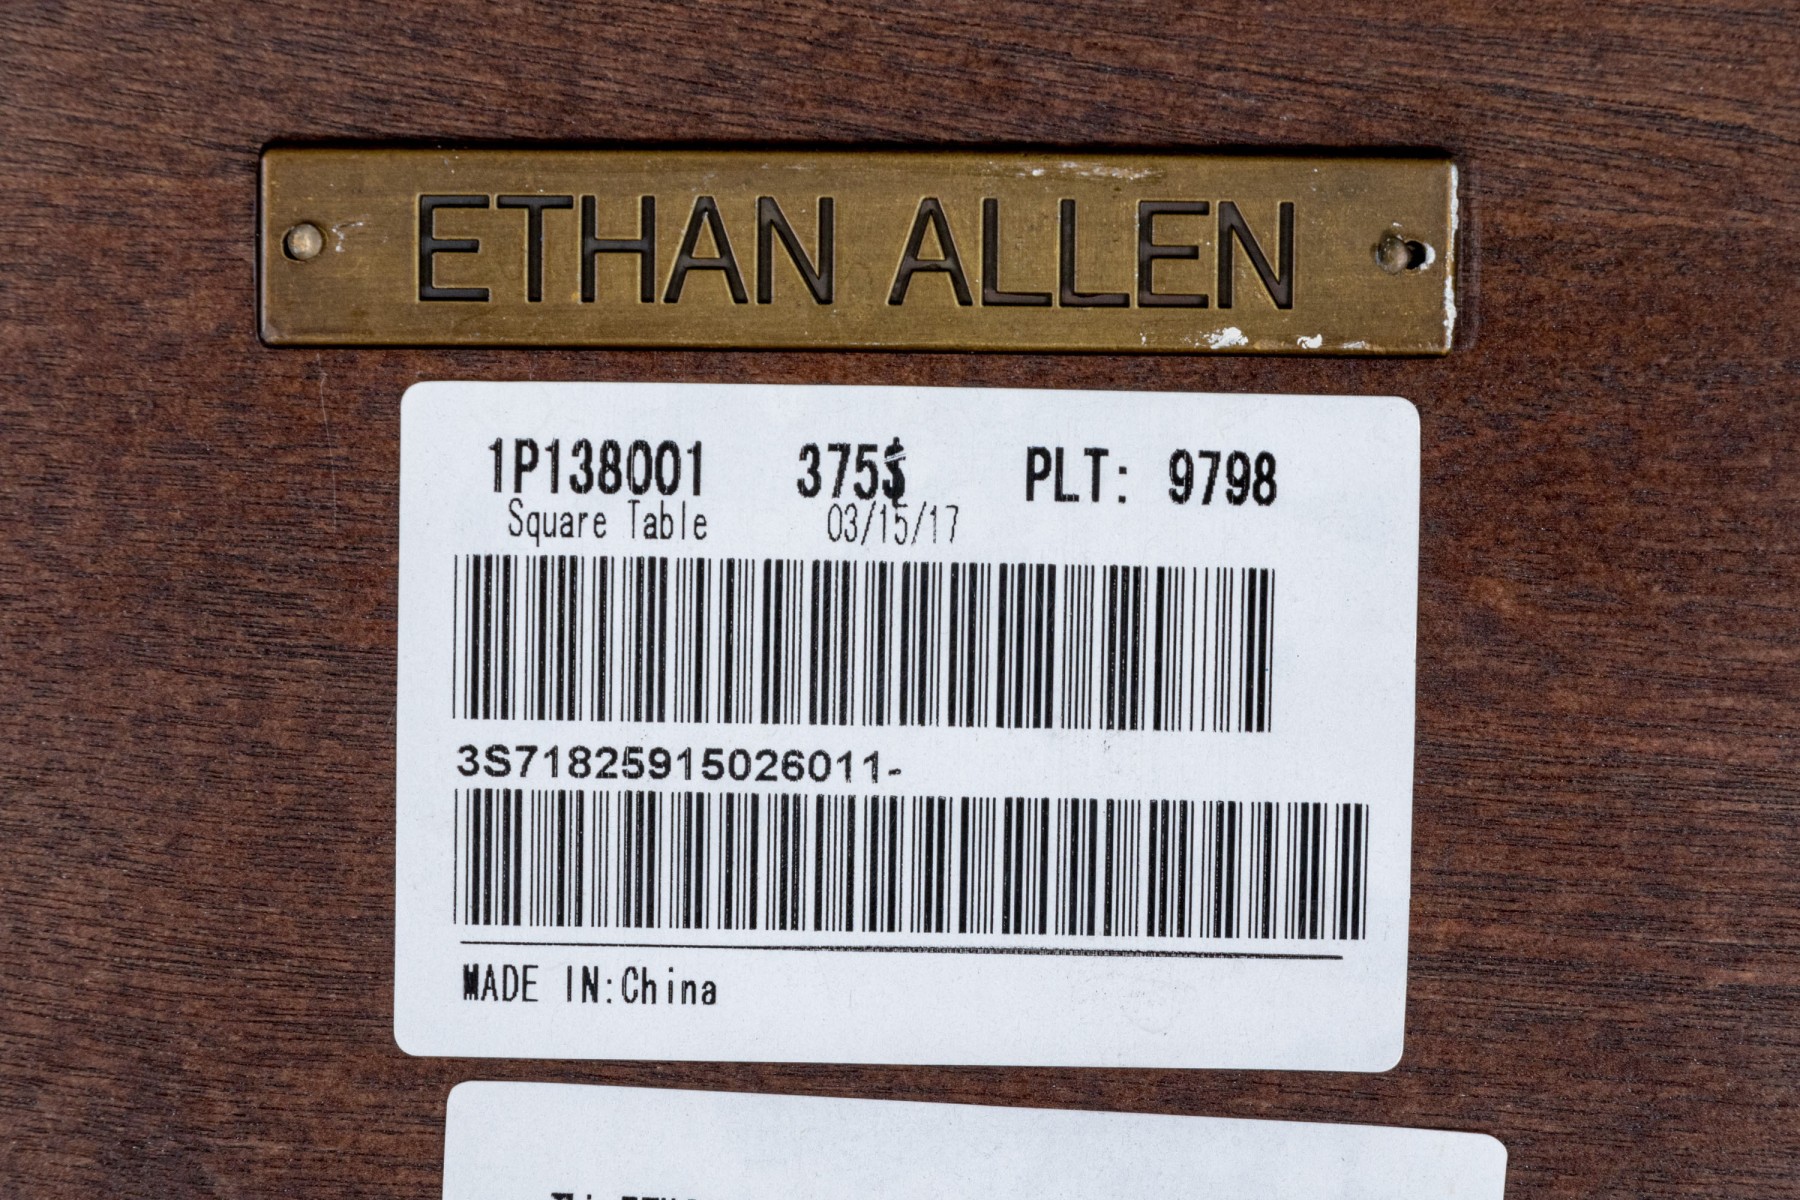 ETHAN ALLEN
1P138001 375$ PLT: 9798
Square Table 03/15/17
3S71825915026011-
MADE IN:China